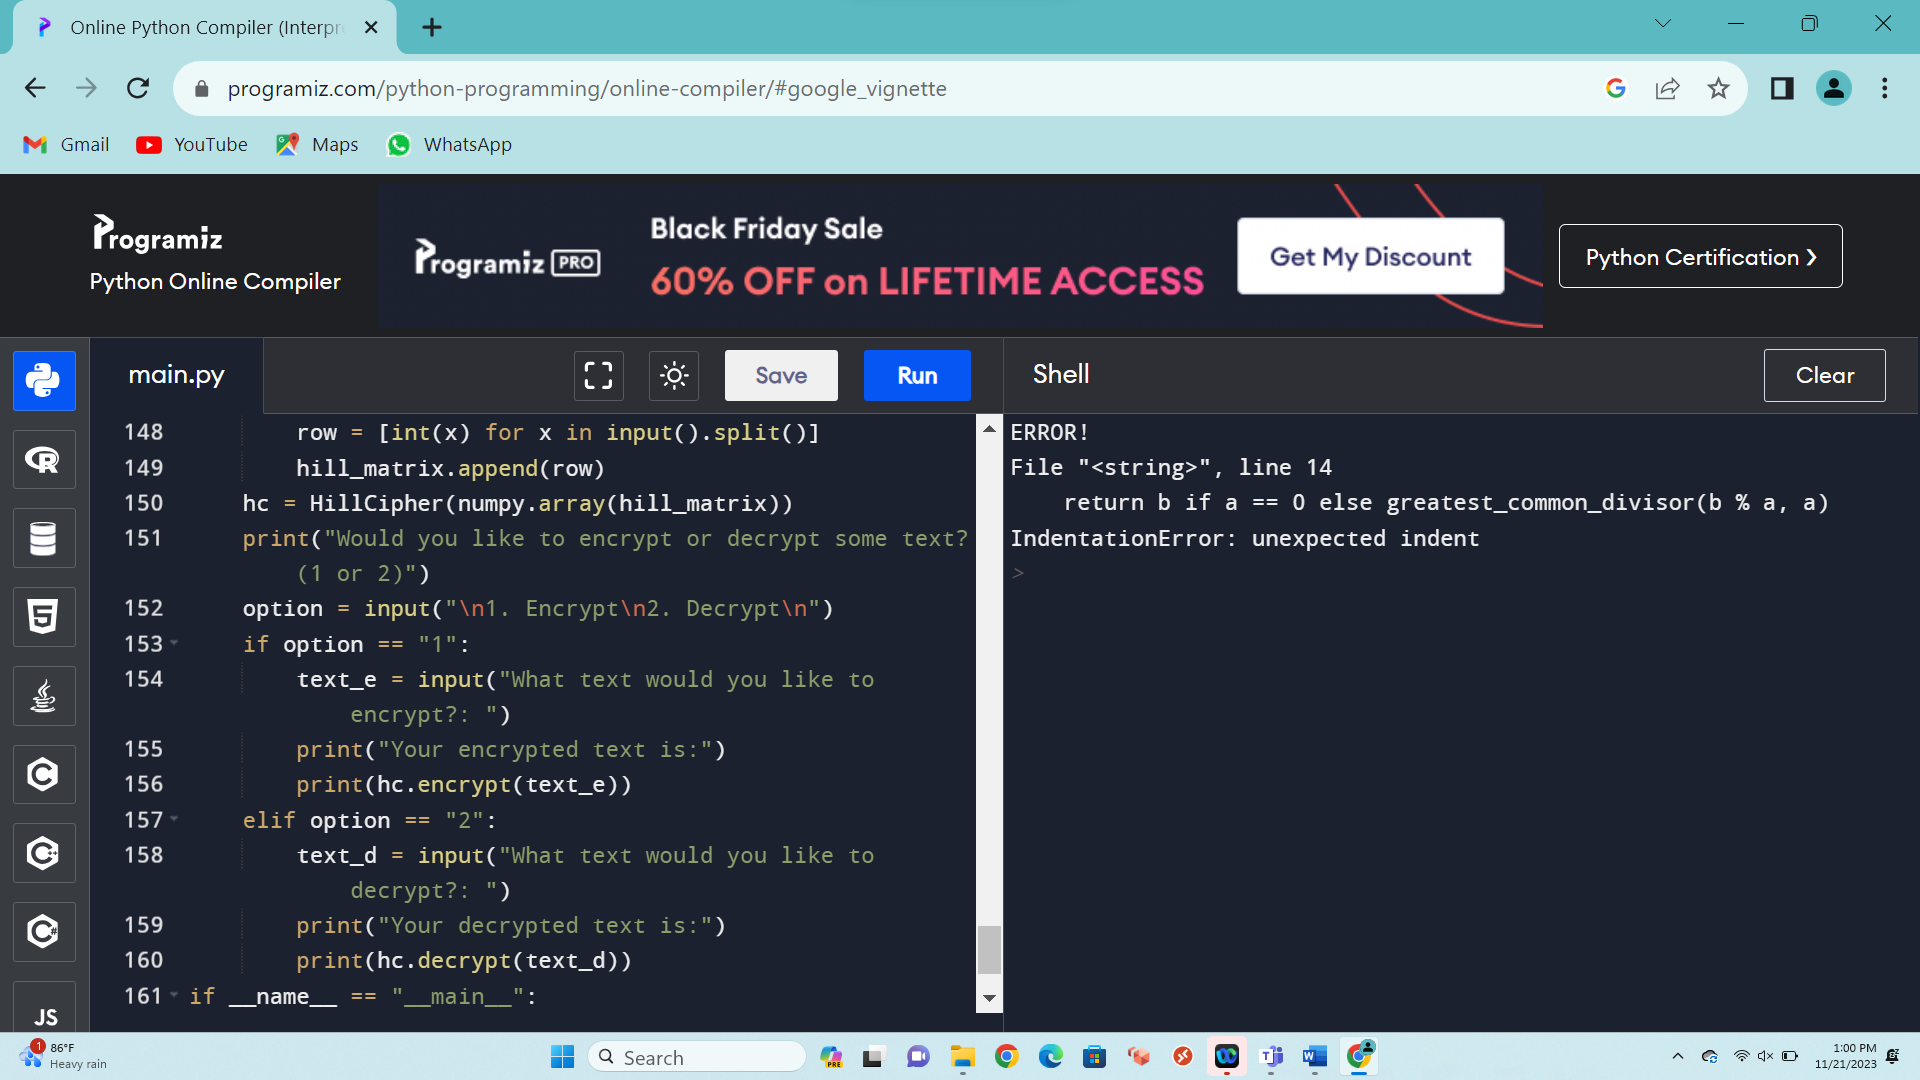 Online Python Compiler (Interpr
programiz.com/python-programming/online-compiler/#google_vignette
Gmail YouTube Maps WhatsApp
Programiz
Python Online Compiler
Programiz PRO
Black Friday Sale
60% OFF on LIFETIME ACCESS
Get My Discount
Python Certification ❯
main.py
Save
Run
Shell
Clear
148 row = [int(x) for x in input().split()]
149 hill_matrix.append(row)
150 hc = HillCipher(numpy.array(hill_matrix))
151 print("Would you like to encrypt or decrypt some text?
(1 or 2)")
152 option = input("\n1. Encrypt\n2. Decrypt\n")
153 if option == "1":
154 text_e = input("What text would you like to
encrypt?: ")
155 print("Your encrypted text is:")
156 print(hc.encrypt(text_e))
157 elif option == "2":
158 text_d = input("What text would you like to
decrypt?: ")
159 print("Your decrypted text is:")
160 print(hc.decrypt(text_d))
161 if __name__ == "__main__":
ERROR!
File "<string>", line 14
return b if a == 0 else greatest_common_divisor(b % a, a)
IndentationError: unexpected indent
>
R
5
C
C++
C#
JS
1
86°F
Heavy rain
Search
PRE
1:00 PM
11/21/2023